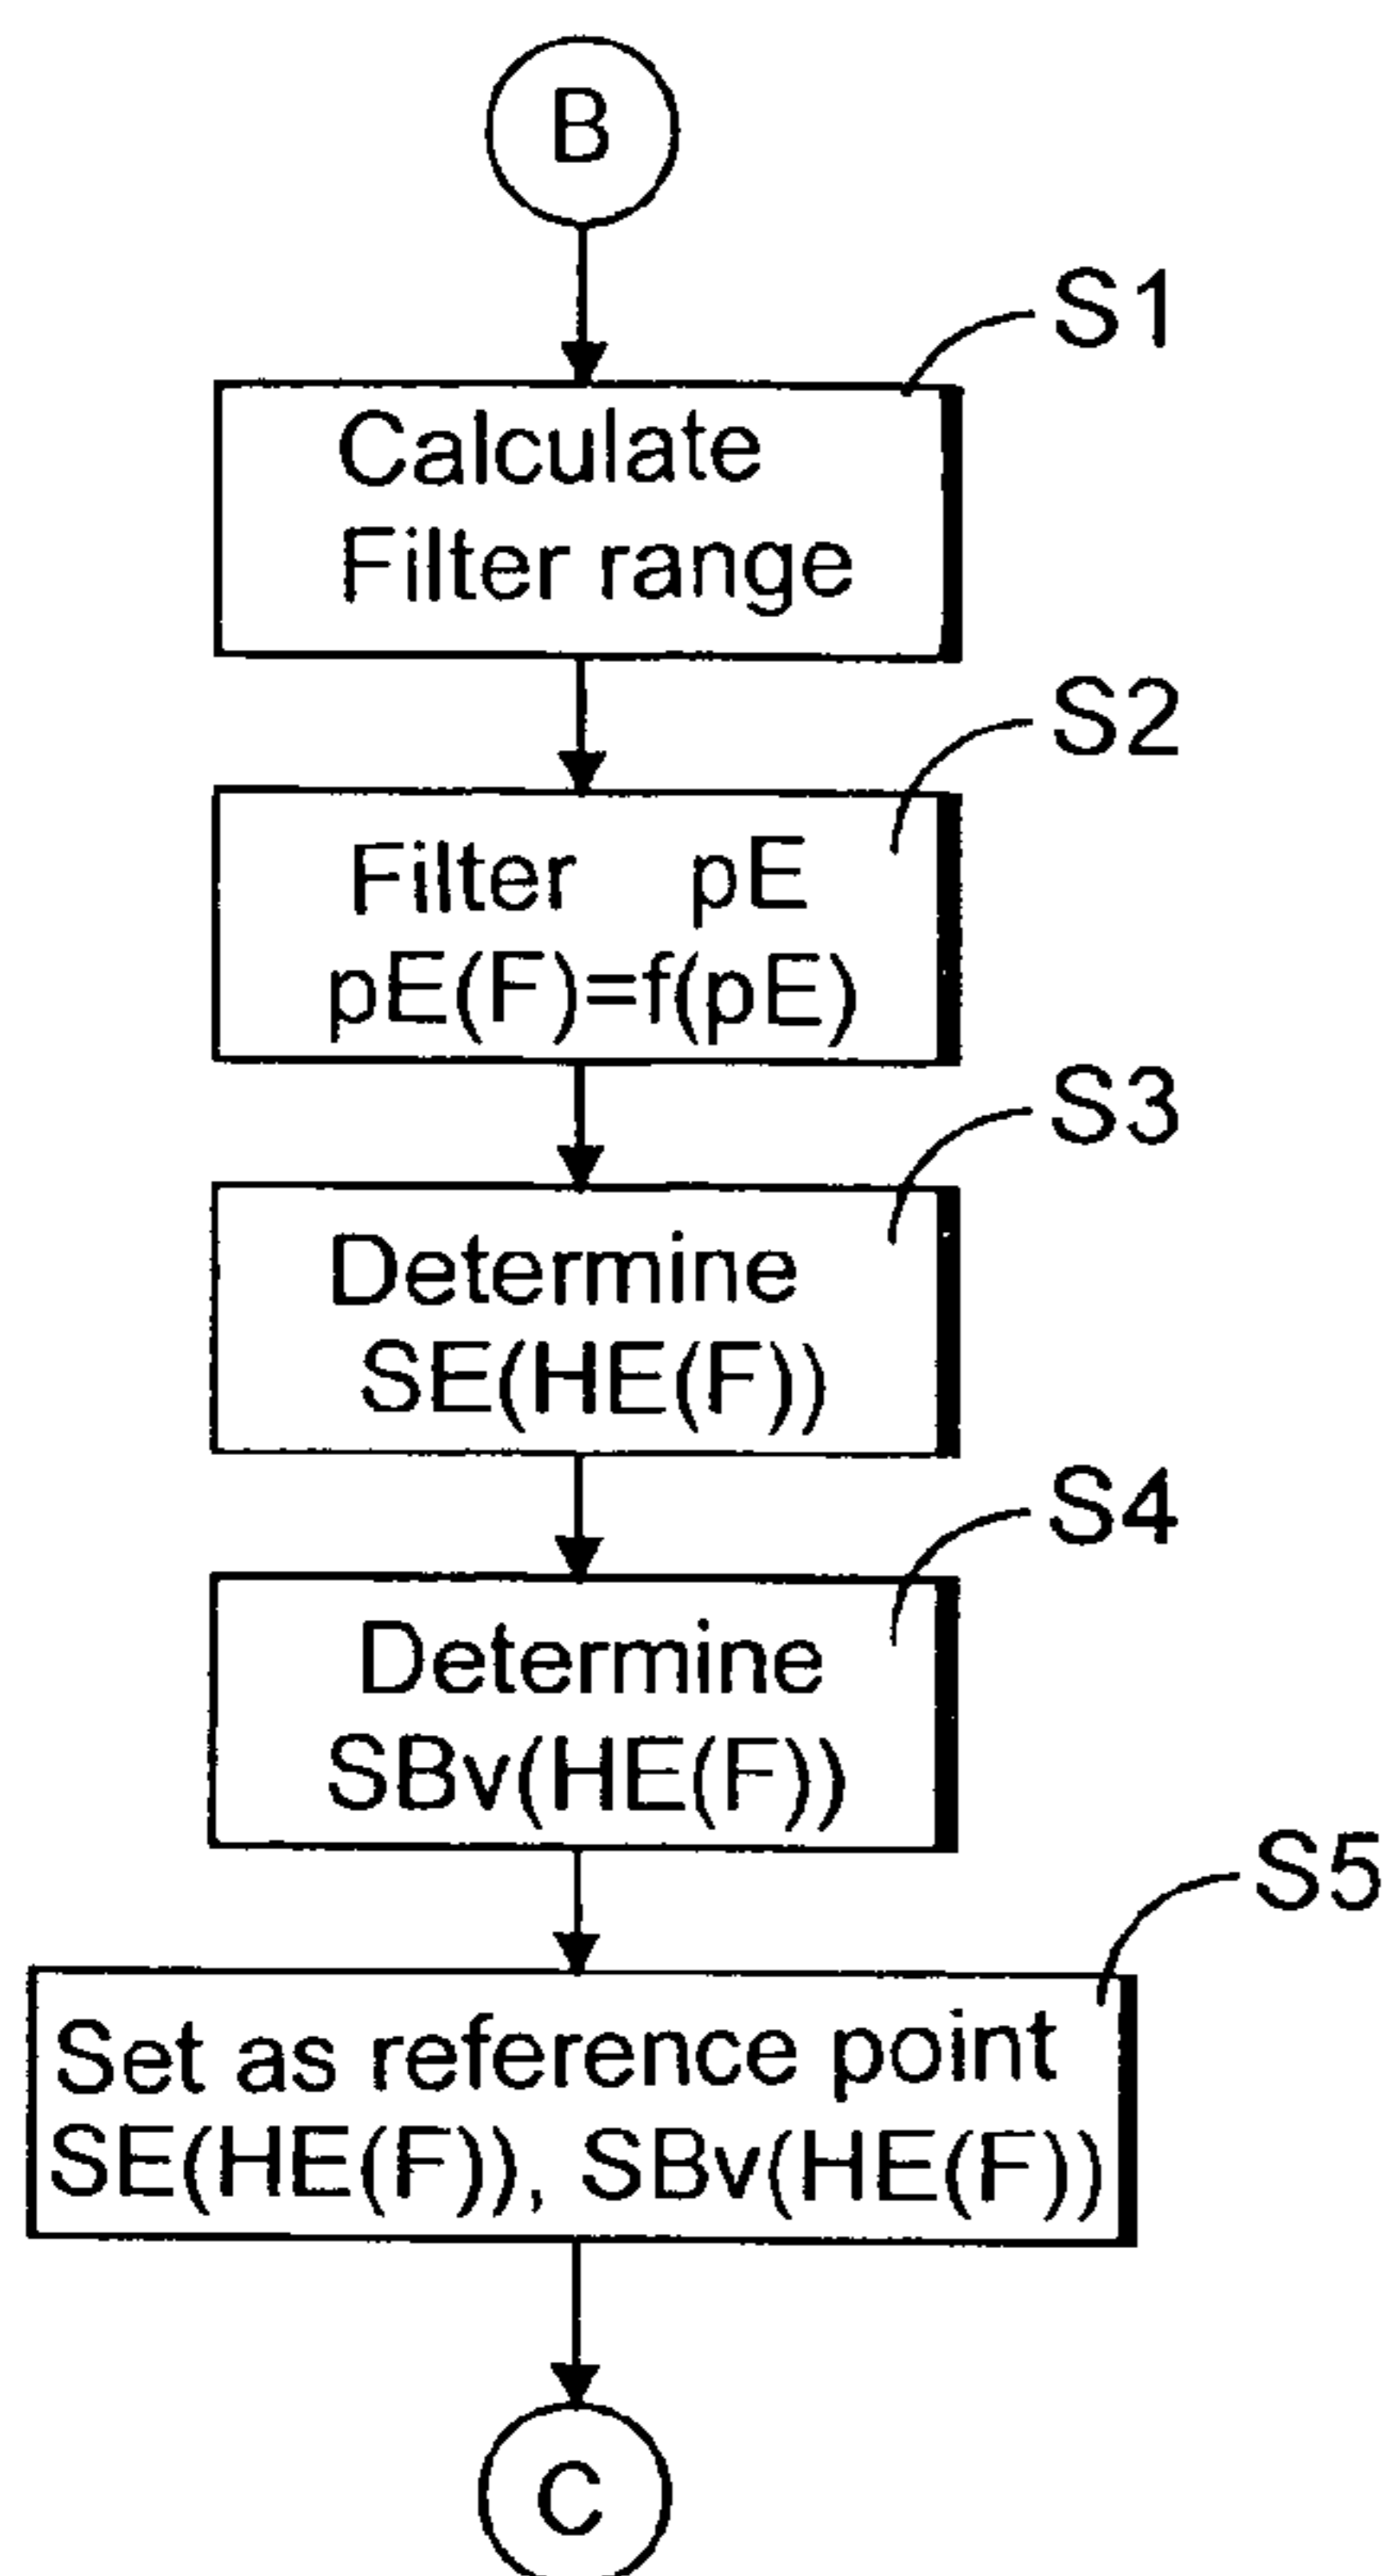 B
S1
Calculate
Filter range
S2
Filter pE
pE(F)=f(pE)
S3
Determine
SE(HE(F))
S4
Determine
SBv(HE(F))
S5
Set as reference point
SE(HE(F)), SBv(HE(F))
C